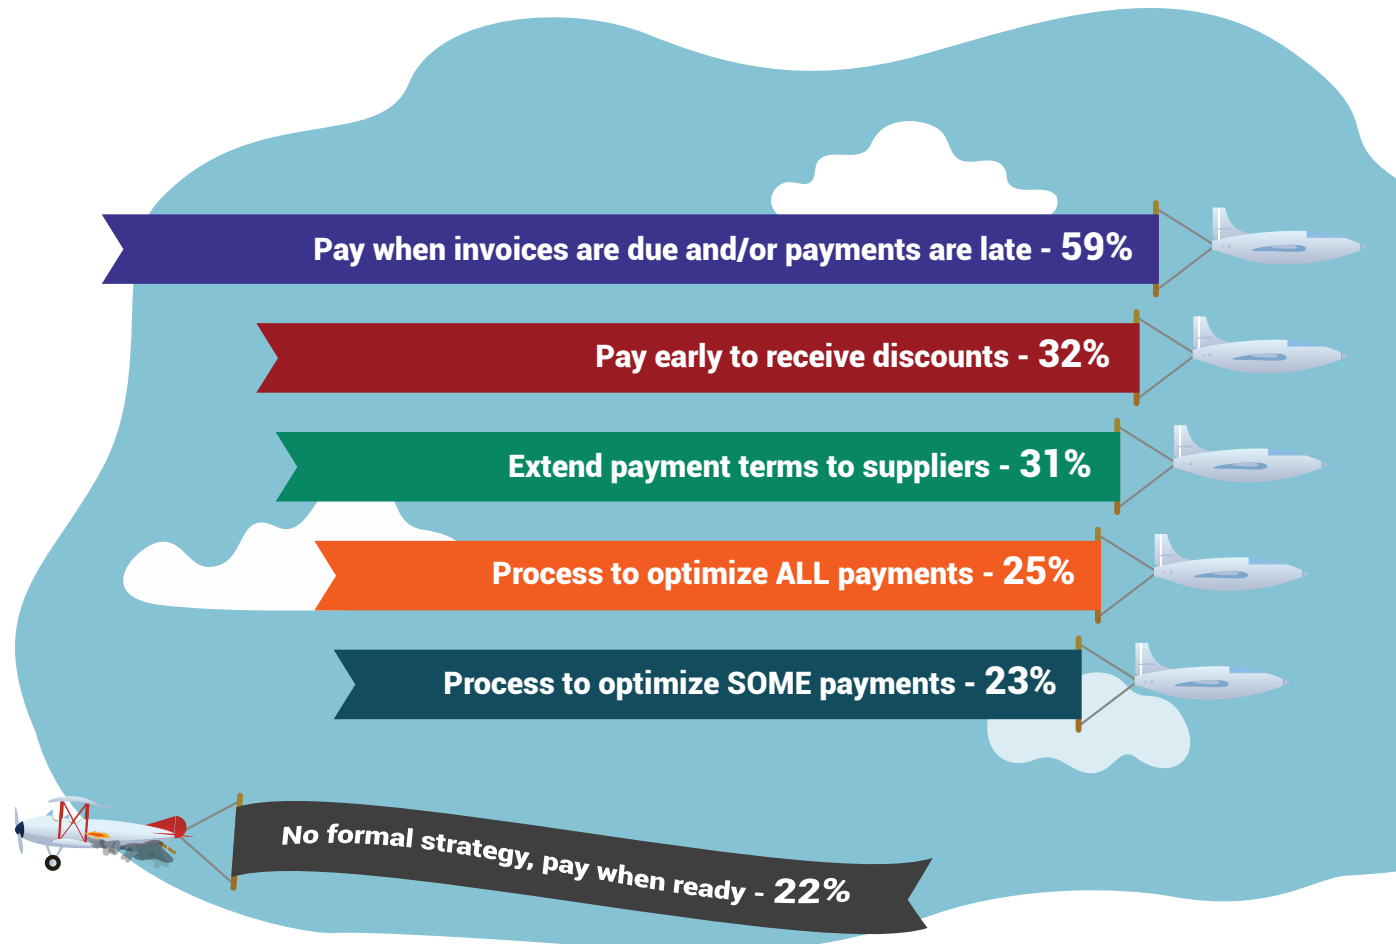 Pay when invoices are due and/or payments are late - 59%
Pay early to receive discounts - 32%
Extend payment terms to suppliers - 31%
Process to optimize ALL payments - 25%
Process to optimize SOME payments - 23%
No formal strategy, pay when ready - 22%